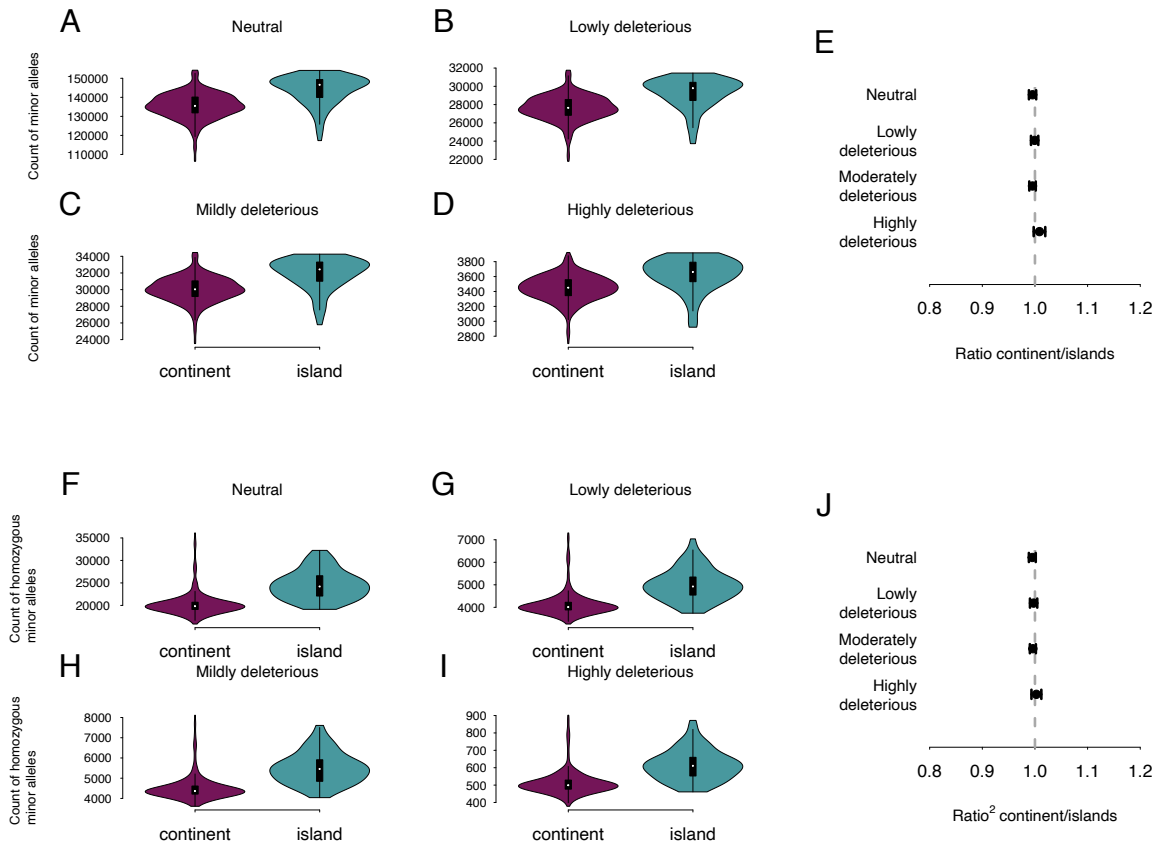 A
Neutral
Count of minor alleles
150000
140000
130000
120000
110000
B
Lowly deleterious
32000
30000
28000
26000
24000
22000
C
Mildly deleterious
Count of minor alleles
34000
32000
30000
28000
26000
24000
continent
island
D
Highly deleterious
3800
3600
3400
3200
3000
2800
continent
island
E
Neutral
Lowly
deleterious
Moderately
deleterious
Highly
deleterious
0.8
0.9
1.0
1.1
1.2
Ratio continent/islands
F
Neutral
Count of homozygous
minor alleles
35000
30000
25000
20000
continent
island
G
Lowly deleterious
7000
6000
5000
4000
continent
island
H
Mildly deleterious
Count of homozygous
minor alleles
8000
7000
6000
5000
4000
continent
island
I
Highly deleterious
900
800
700
600
500
400
continent
island
J
Neutral
Lowly
deleterious
Moderately
deleterious
Highly
deleterious
0.8
0.9
1.0
1.1
1.2
Ratio² continent/islands